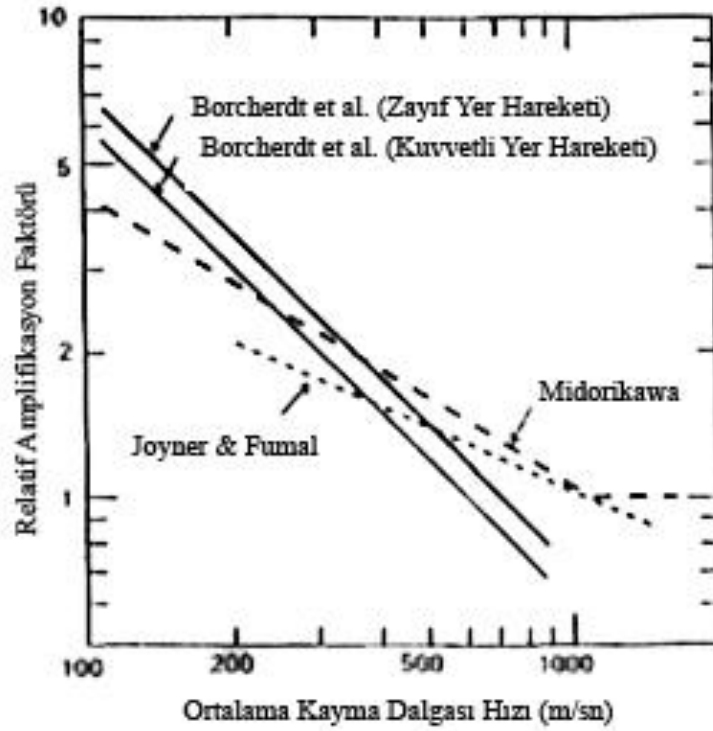 10
Borcherdt et al. (Zayıf Yer Hareketi)
Borcherdt et al. (Kuvvetli Yer Hareketi)
5
Relatif Amplifikasyon Faktörü
2
Midorikawa
Joyner & Fumal
1
100
200
500
1000
Ortalama Kayma Dalgası Hızı (m/sn)